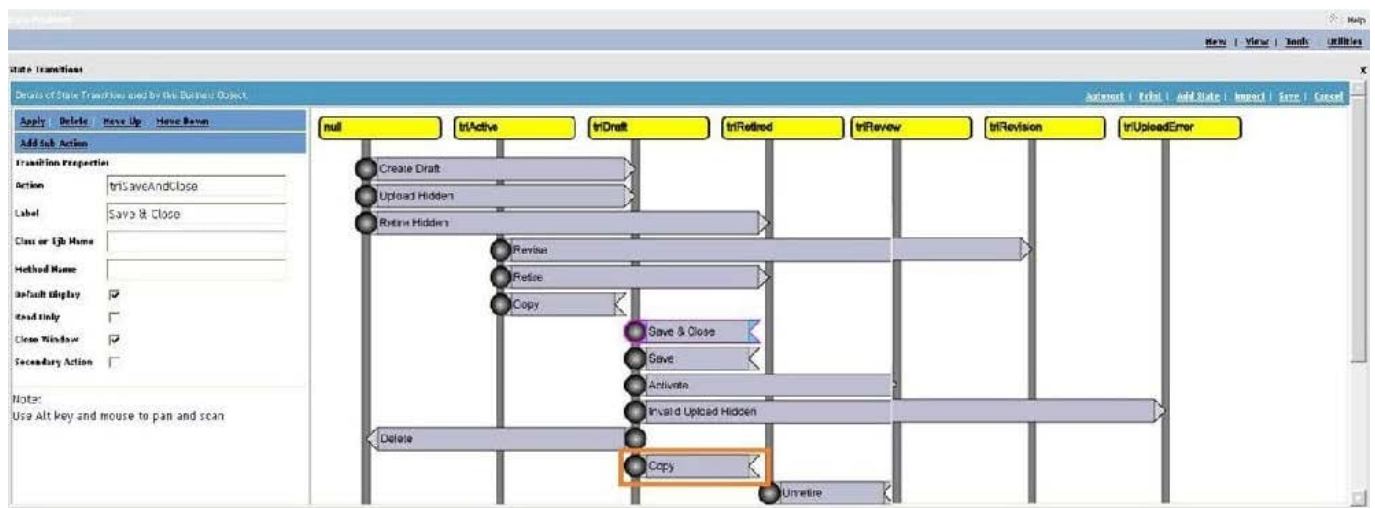 Help
New | View | Tools | Utilities
State Transitions
x
Details of State Transitions used by this Business Object.
Autosort | Print | Add State | Import | Save | Cancel
Apply | Delete | Move Up | Move Down
Add Sub Action
Transition Properties
Action triSaveAndClose
Label Save & Close
Class or Ejb Name
Method Name
Default Display
Read Only
Close Window
Secondary Action
Note:
Use Alt key and mouse to pan and scan
null triActive triDraft triRetired triReview triRevision triUploadError
Create Draft
Upload Hidden
Retire Hidden
Revise
Retire
Copy
Save & Close
Save
Activate
Invalid Upload Hidden
Delete
Copy
Unretire